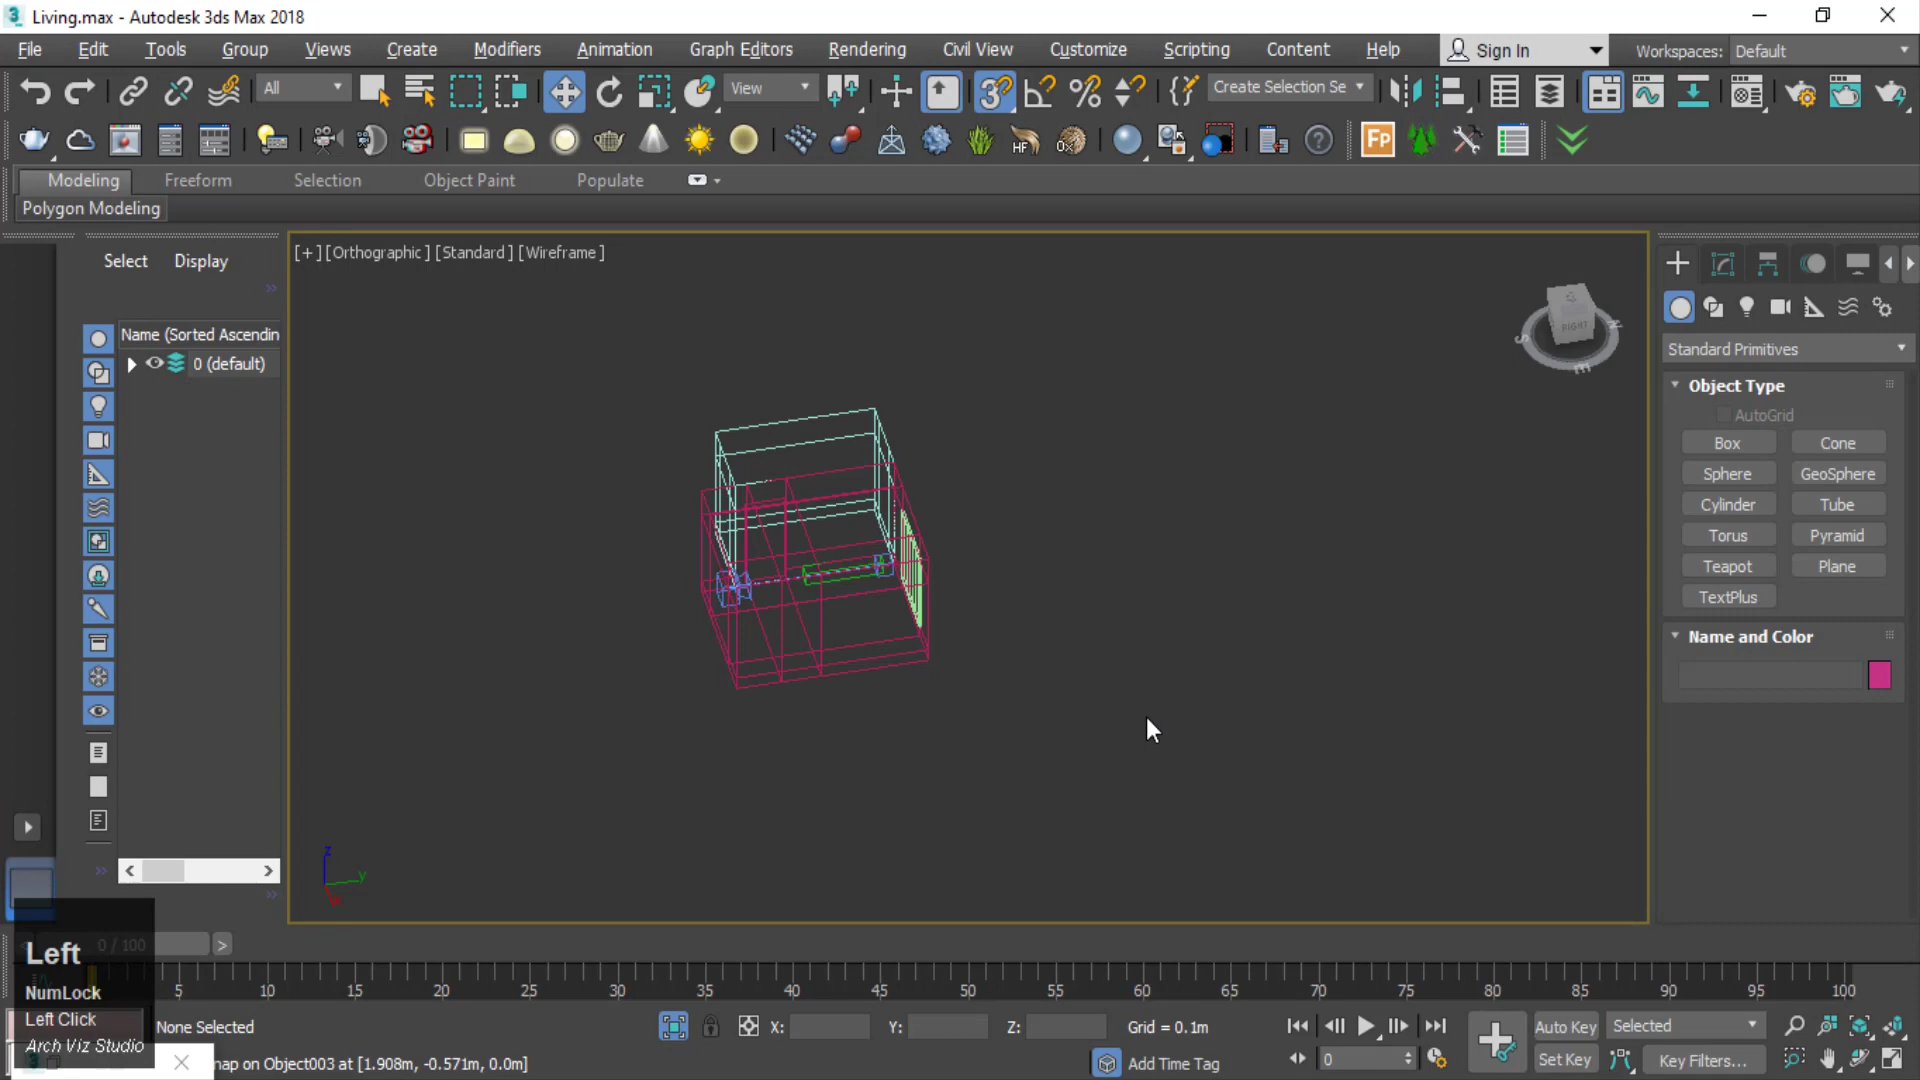 Living.max - Autodesk 3ds Max 2018
File Edit Tools Group Views Create Modifiers Animation Graph Editors Rendering Civil View Customize Scripting Content Help Sign In Workspaces: Default
All View Create Selection Se
HF Fp
Modeling Freeform Selection Object Paint Populate
Polygon Modeling
Select Display
[+] [Orthographic] [Standard] [Wireframe]
Name (Sorted Ascendin
0 (default)
RIGHT
S
E
N
Standard Primitives
Object Type
AutoGrid
Box Cone
Sphere GeoSphere
Cylinder Tube
Torus Pyramid
Teapot Plane
TextPlus
Name and Color
z
y
0 / 100
Left
NumLock
Left Click
Arch Viz Studio
5 10 15 20 25 30 35 40 45 50 55 60 65 70 75 80 85 90 95 100
None Selected X: Y: Z: Grid = 0.1m Auto Key Selected
nap on Object003 at [1.908m, -0.571m, 0.0m] Add Time Tag 0 Set Key Key Filters...